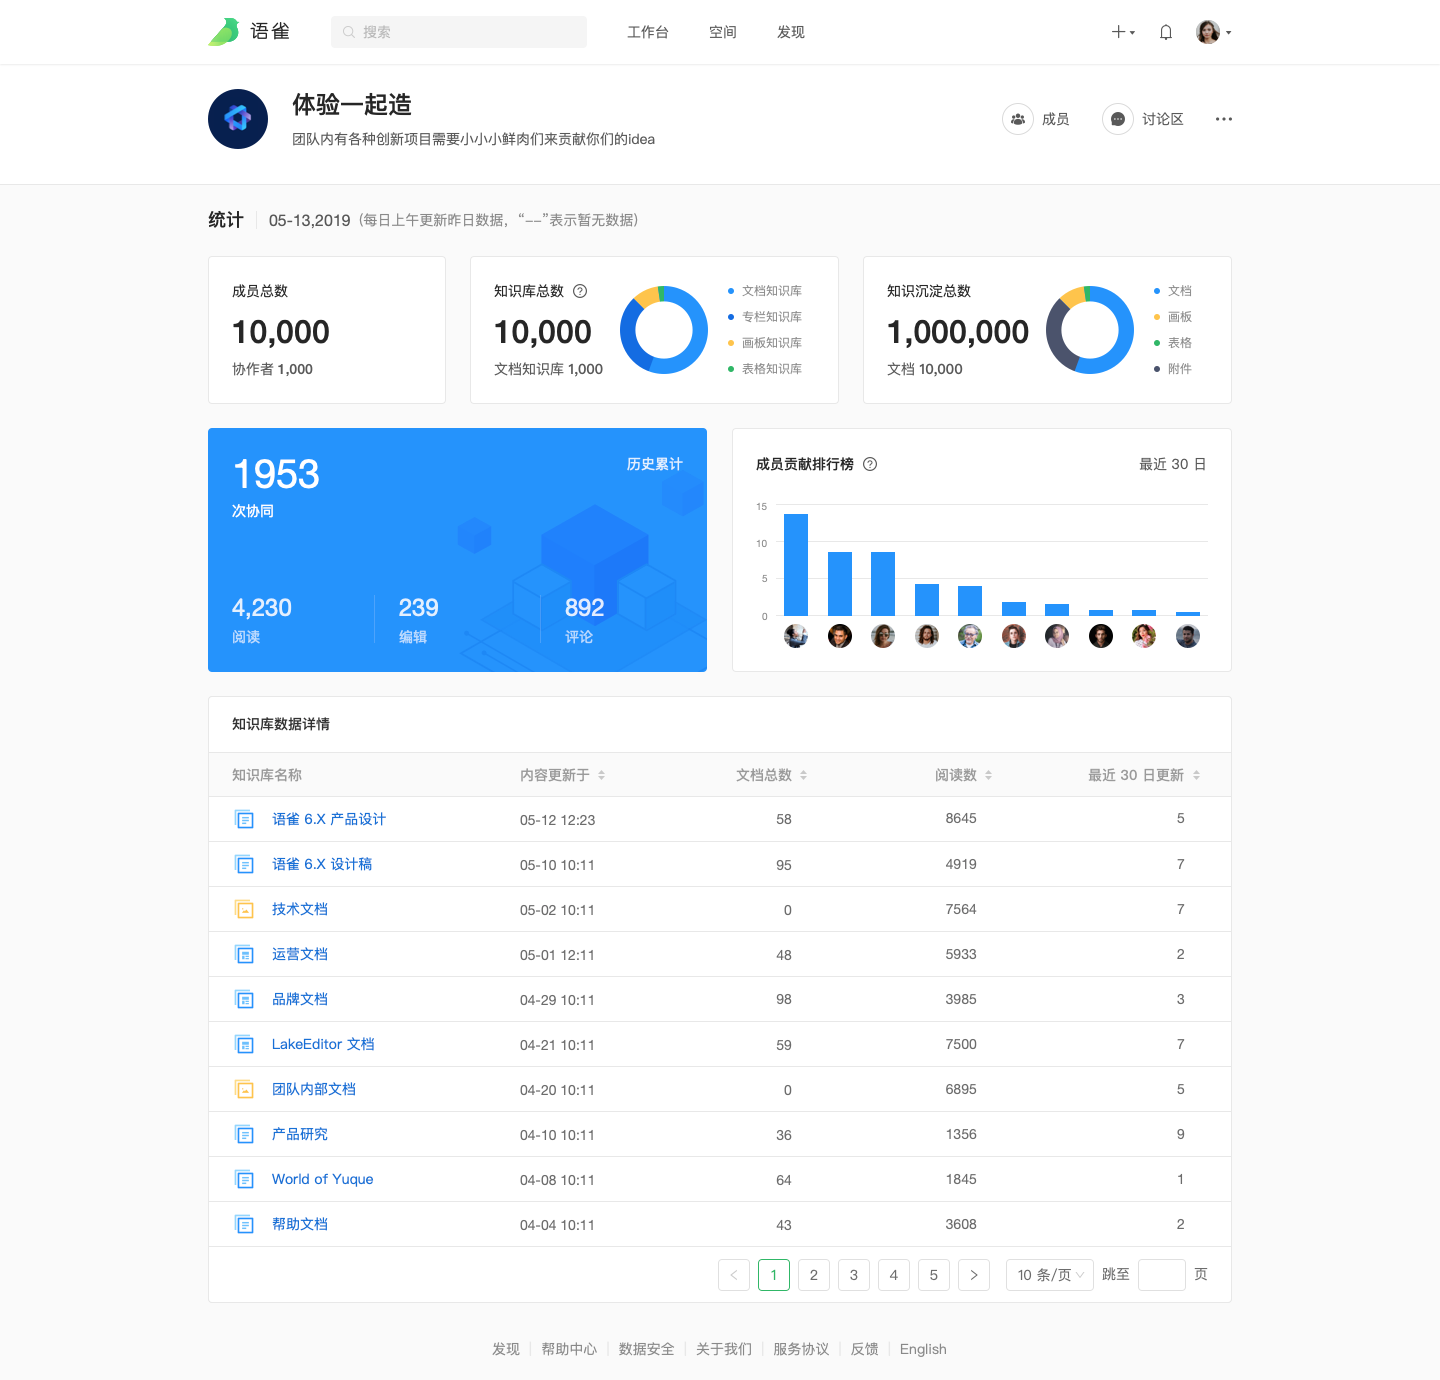 语雀
搜索
工作台
空间
发现
体验一起造
团队内有各种创新项目需要小小小鲜肉们来贡献你们的idea
成员
讨论区
统计
05-13,2019（每日上午更新昨日数据，“--”表示暂无数据）
成员总数
10,000
协作者 1,000
知识库总数
10,000
文档知识库 1,000
文档知识库
专栏知识库
画板知识库
表格知识库
知识沉淀总数
1,000,000
文档 10,000
文档
画板
表格
附件
1953
次协同
历史累计
4,230
阅读
239
编辑
892
评论
成员贡献排行榜
最近 30 日
15
10
5
0
知识库数据详情
知识库名称 内容更新于 文档总数 阅读数 最近 30 日更新
语雀 6.X 产品设计 05-12 12:23 58 8645 5
语雀 6.X 设计稿 05-10 10:11 95 4919 7
技术文档 05-02 10:11 0 7564 7
运营文档 05-01 12:11 48 5933 2
品牌文档 04-29 10:11 98 3985 3
LakeEditor 文档 04-21 10:11 59 7500 7
团队内部文档 04-20 10:11 0 6895 5
产品研究 04-10 10:11 36 1356 9
World of Yuque 04-08 10:11 64 1845 1
帮助文档 04-04 10:11 43 3608 2
< 1 2 3 4 5 > 10 条/页 跳至 页
发现 帮助中心 数据安全 关于我们 服务协议 反馈 English